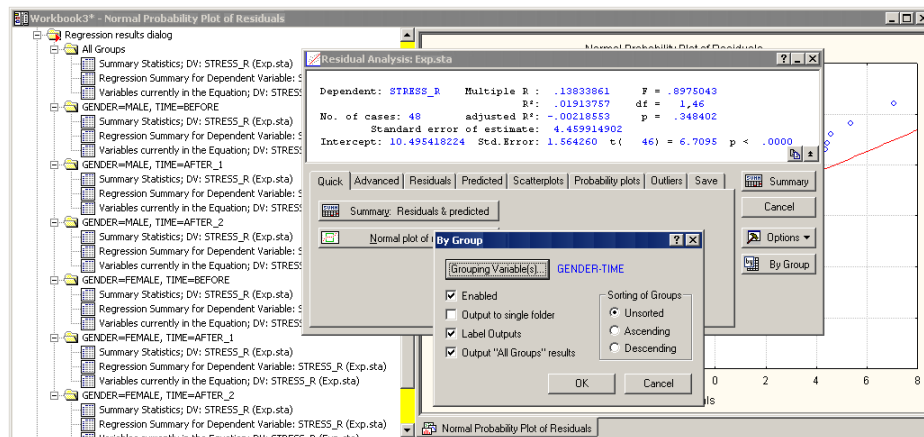 Workbook3* - Normal Probability Plot of Residuals
Regression results dialog
All Groups
Summary Statistics; DV: STRESS_R (Exp.sta)
Regression Summary for Dependent Variable: S
Variables currently in the Equation; DV: STRESS
GENDER=MALE, TIME=BEFORE
Summary Statistics; DV: STRESS_R (Exp.sta)
Regression Summary for Dependent Variable: S
Variables currently in the Equation; DV: STRES
GENDER=MALE, TIME=AFTER_1
Summary Statistics; DV: STRESS_R (Exp.sta)
Regression Summary for Dependent Variable: S
Variables currently in the Equation; DV: STRES
GENDER=MALE, TIME=AFTER_2
Summary Statistics; DV: STRESS_R (Exp.sta)
Regression Summary for Dependent Variable: S
Variables currently in the Equation; DV: STRES
GENDER=FEMALE, TIME=BEFORE
Summary Statistics; DV: STRESS_R (Exp.sta)
Regression Summary for Dependent Variable: S
Variables currently in the Equation; DV: STRES
GENDER=FEMALE, TIME=AFTER_1
Summary Statistics; DV: STRESS_R (Exp.sta)
Regression Summary for Dependent Variable: STRESS_R (Exp.sta)
Variables currently in the Equation; DV: STRESS_R (Exp.sta)
GENDER=FEMALE, TIME=AFTER_2
Summary Statistics; DV: STRESS_R (Exp.sta)
Regression Summary for Dependent Variable: STRESS_R (Exp.sta)
Normal Probability Plot of Residuals
Residual Analysis: Exp.sta
Dependent: STRESS_R Multiple R : .13833861 F = .8975043
R²: .01913757 df = 1,46
No. of cases: 48 adjusted R²: -.00218553 p = .348402
Standard error of estimate: 4.459914902
Intercept: 10.495418224 Std.Error: 1.564260 t( 46) = 6.7095 p < .0000
Quick Advanced Residuals Predicted Scatterplots Probability plots Outliers Save
Summary: Residuals & predicted
Normal plot of
Summary
Cancel
Options
By Group
By Group
Grouping Variable(s)... GENDER-TIME
Enabled
Output to single folder
Label Outputs
Output "All Groups" results
Sorting of Groups
Unsorted
Ascending
Descending
OK Cancel
0 2 4 6 8
Normal Probability Plot of Residuals